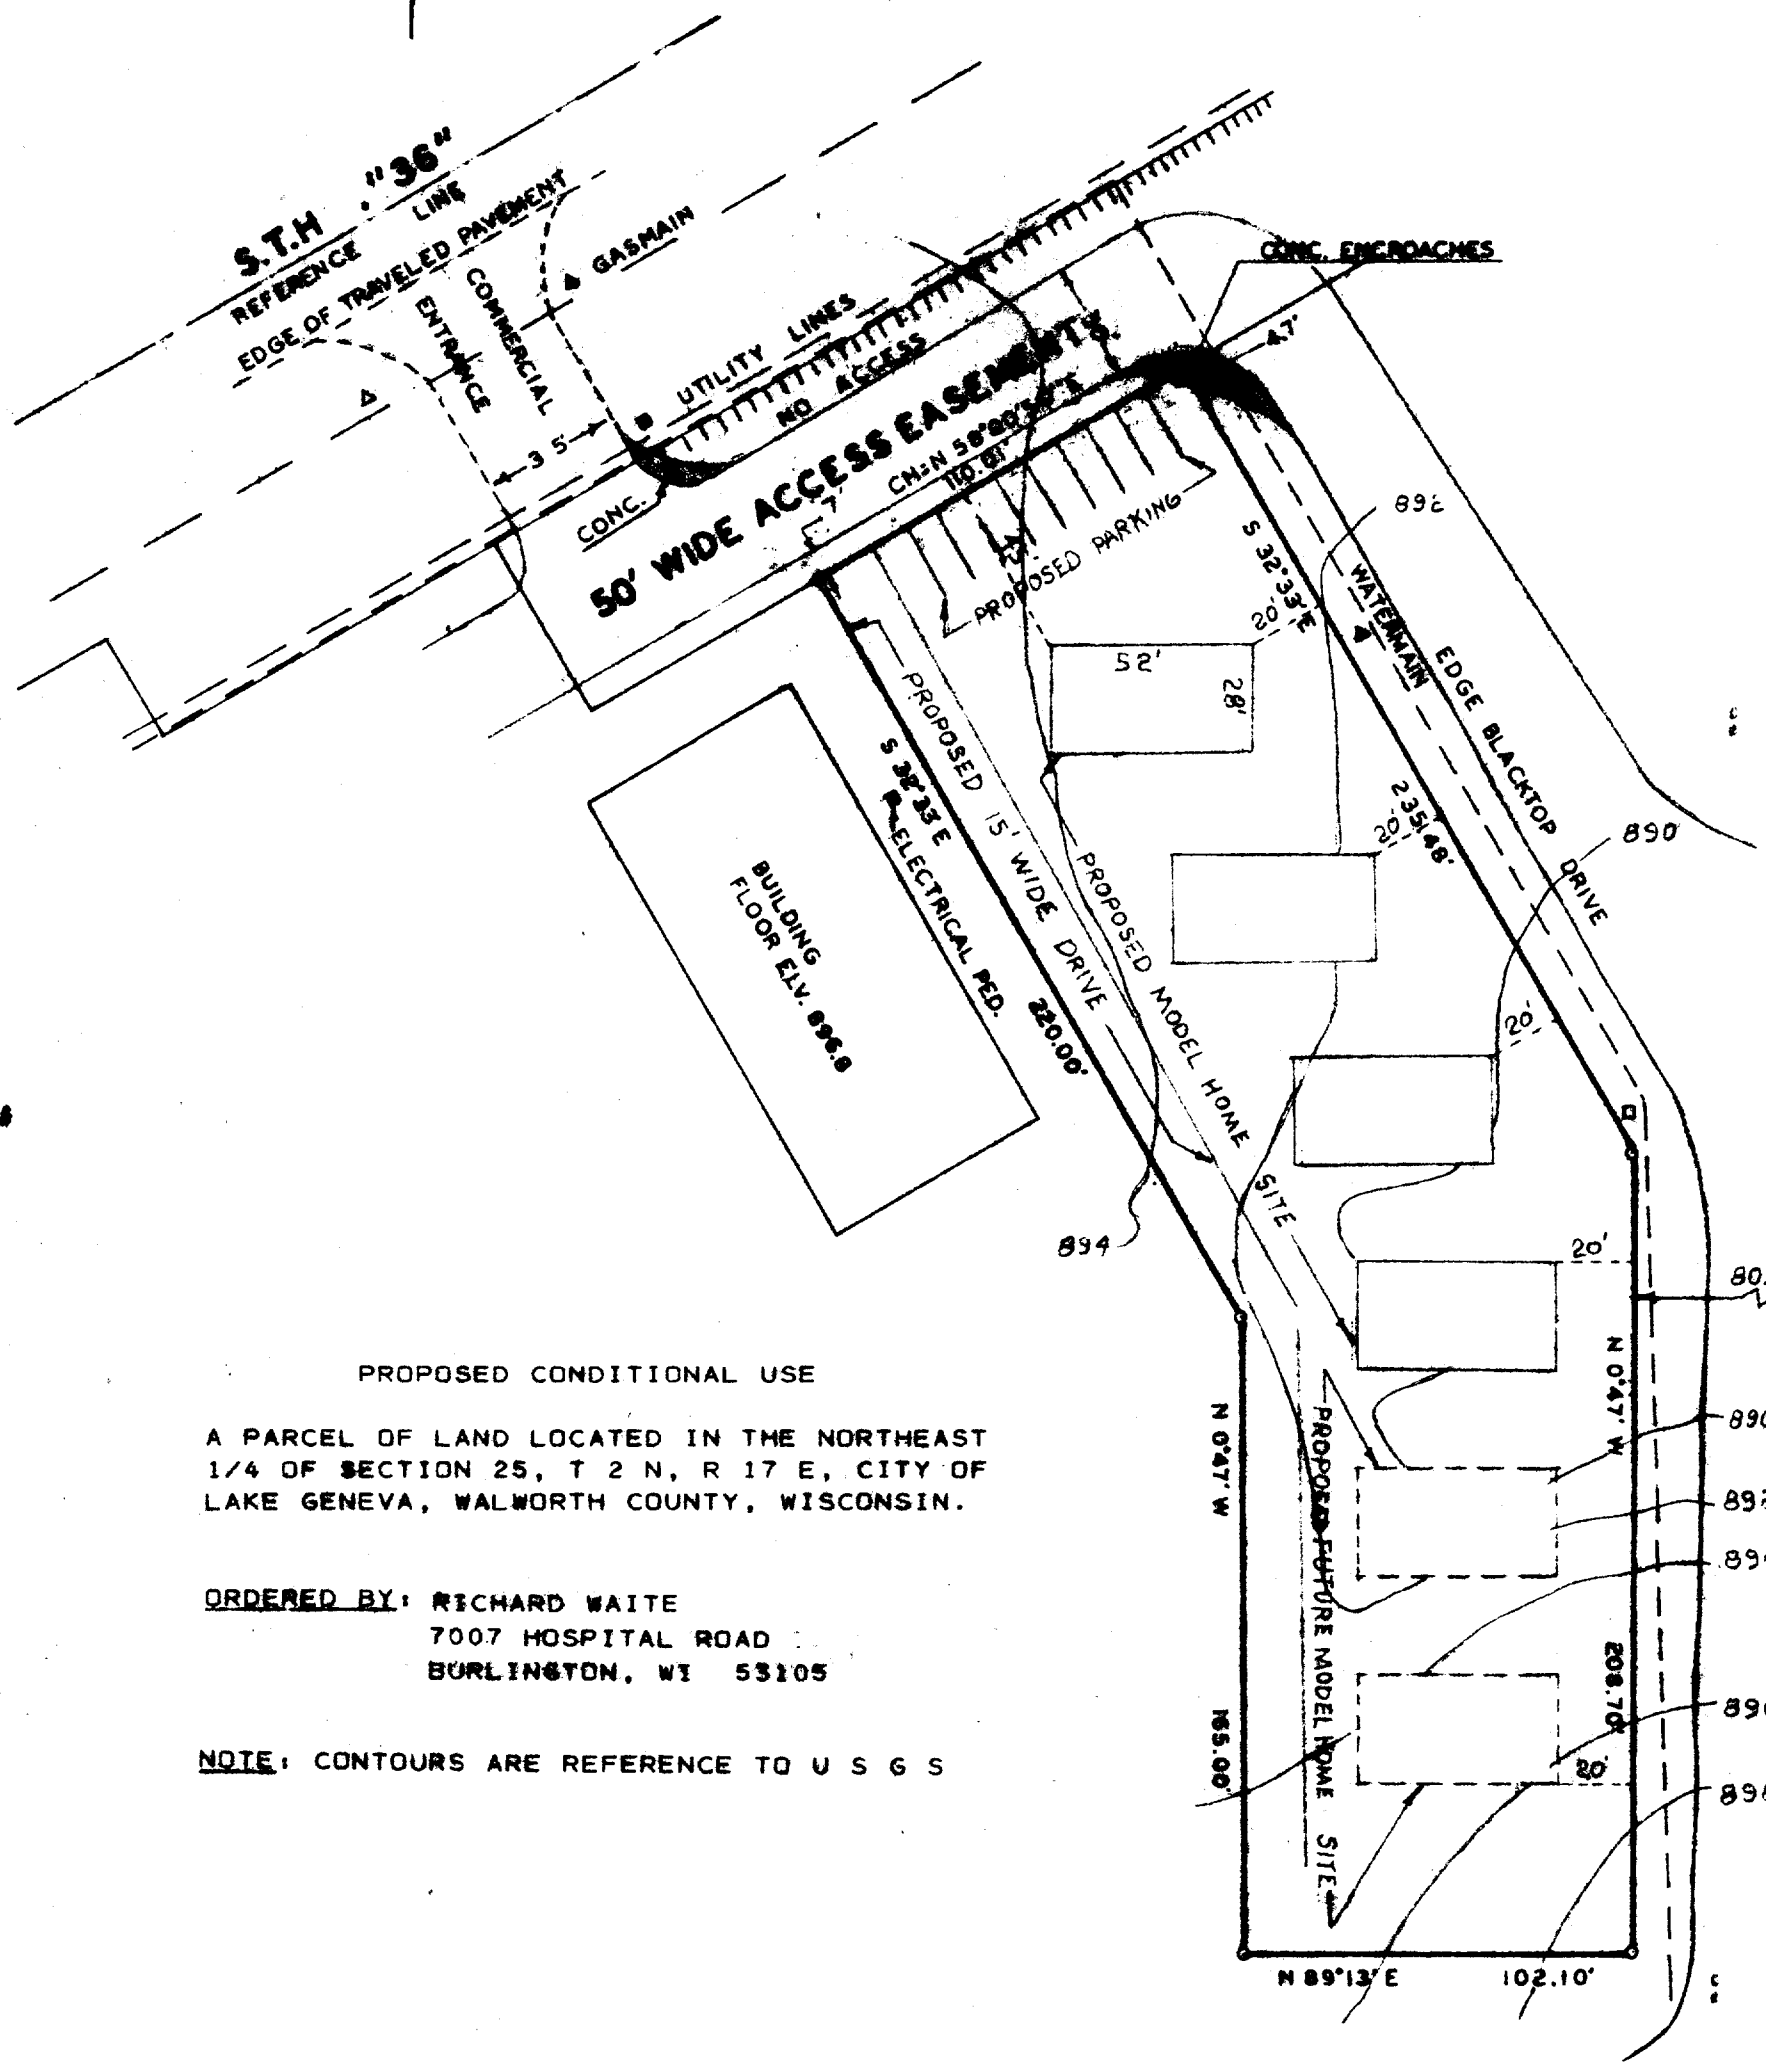 S.T.H. "36"
REFERENCE LINE
EDGE OF TRAVELED PAVEMENT
COMMERCIAL
ENTRANCE
GASMAIN
35'
UTILITY LINES
NO ACCESS
CONC. ENCROACHES
4.7'
CONC.
50' WIDE ACCESS EASEMENT
7'
110.01'
PROPOSED PARKING
892
S 32°33' E
WATERMAIN
EDGE BLACKTOP DRIVE
20'
52'
28'
PROPOSED 15' WIDE DRIVE
S 32°33' E
ELECTRICAL PED.
220.00'
BUILDING
FLOOR ELV. 896.8
235.48'
20'
890
PROPOSED MODEL HOME SITE
20'
894
20'
N 0°47' W
N 0°47' W
PROPOSED FUTURE MODEL HOME SITE
208.70'
165.00'
20'
N 89°13' E
102.10'
PROPOSED CONDITIONAL USE
A PARCEL OF LAND LOCATED IN THE NORTHEAST
1/4 OF SECTION 25, T 2 N, R 17 E, CITY OF
LAKE GENEVA, WALWORTH COUNTY, WISCONSIN.
ORDERED BY: RICHARD WAITE
7007 HOSPITAL ROAD
BURLINGTON, WI 53105
NOTE: CONTOURS ARE REFERENCE TO U S G S